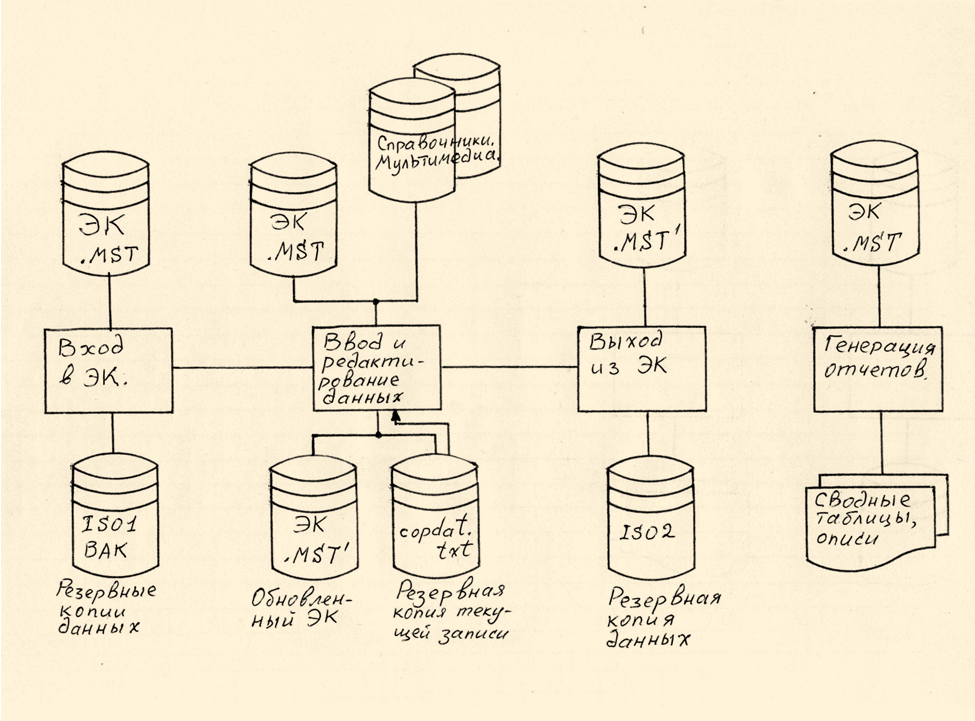 Справочники.
Мультимедиа.
ЭК
.MST
ЭК
.MST
ЭК
.MST'
ЭК
.MST
Вход
в ЭК.
Ввод и
редакти-
рование
данных
Выход
из ЭК
Генерация
отчетов.
ISO1
BAK
ЭК
.MST'
copdat.
txt
ISO2
сводные
таблицы,
описи
Резервные
копии
данных
Обновлен-
ный ЭК
Резервная
копия теку-
щей записи
Резервная
копия
данных